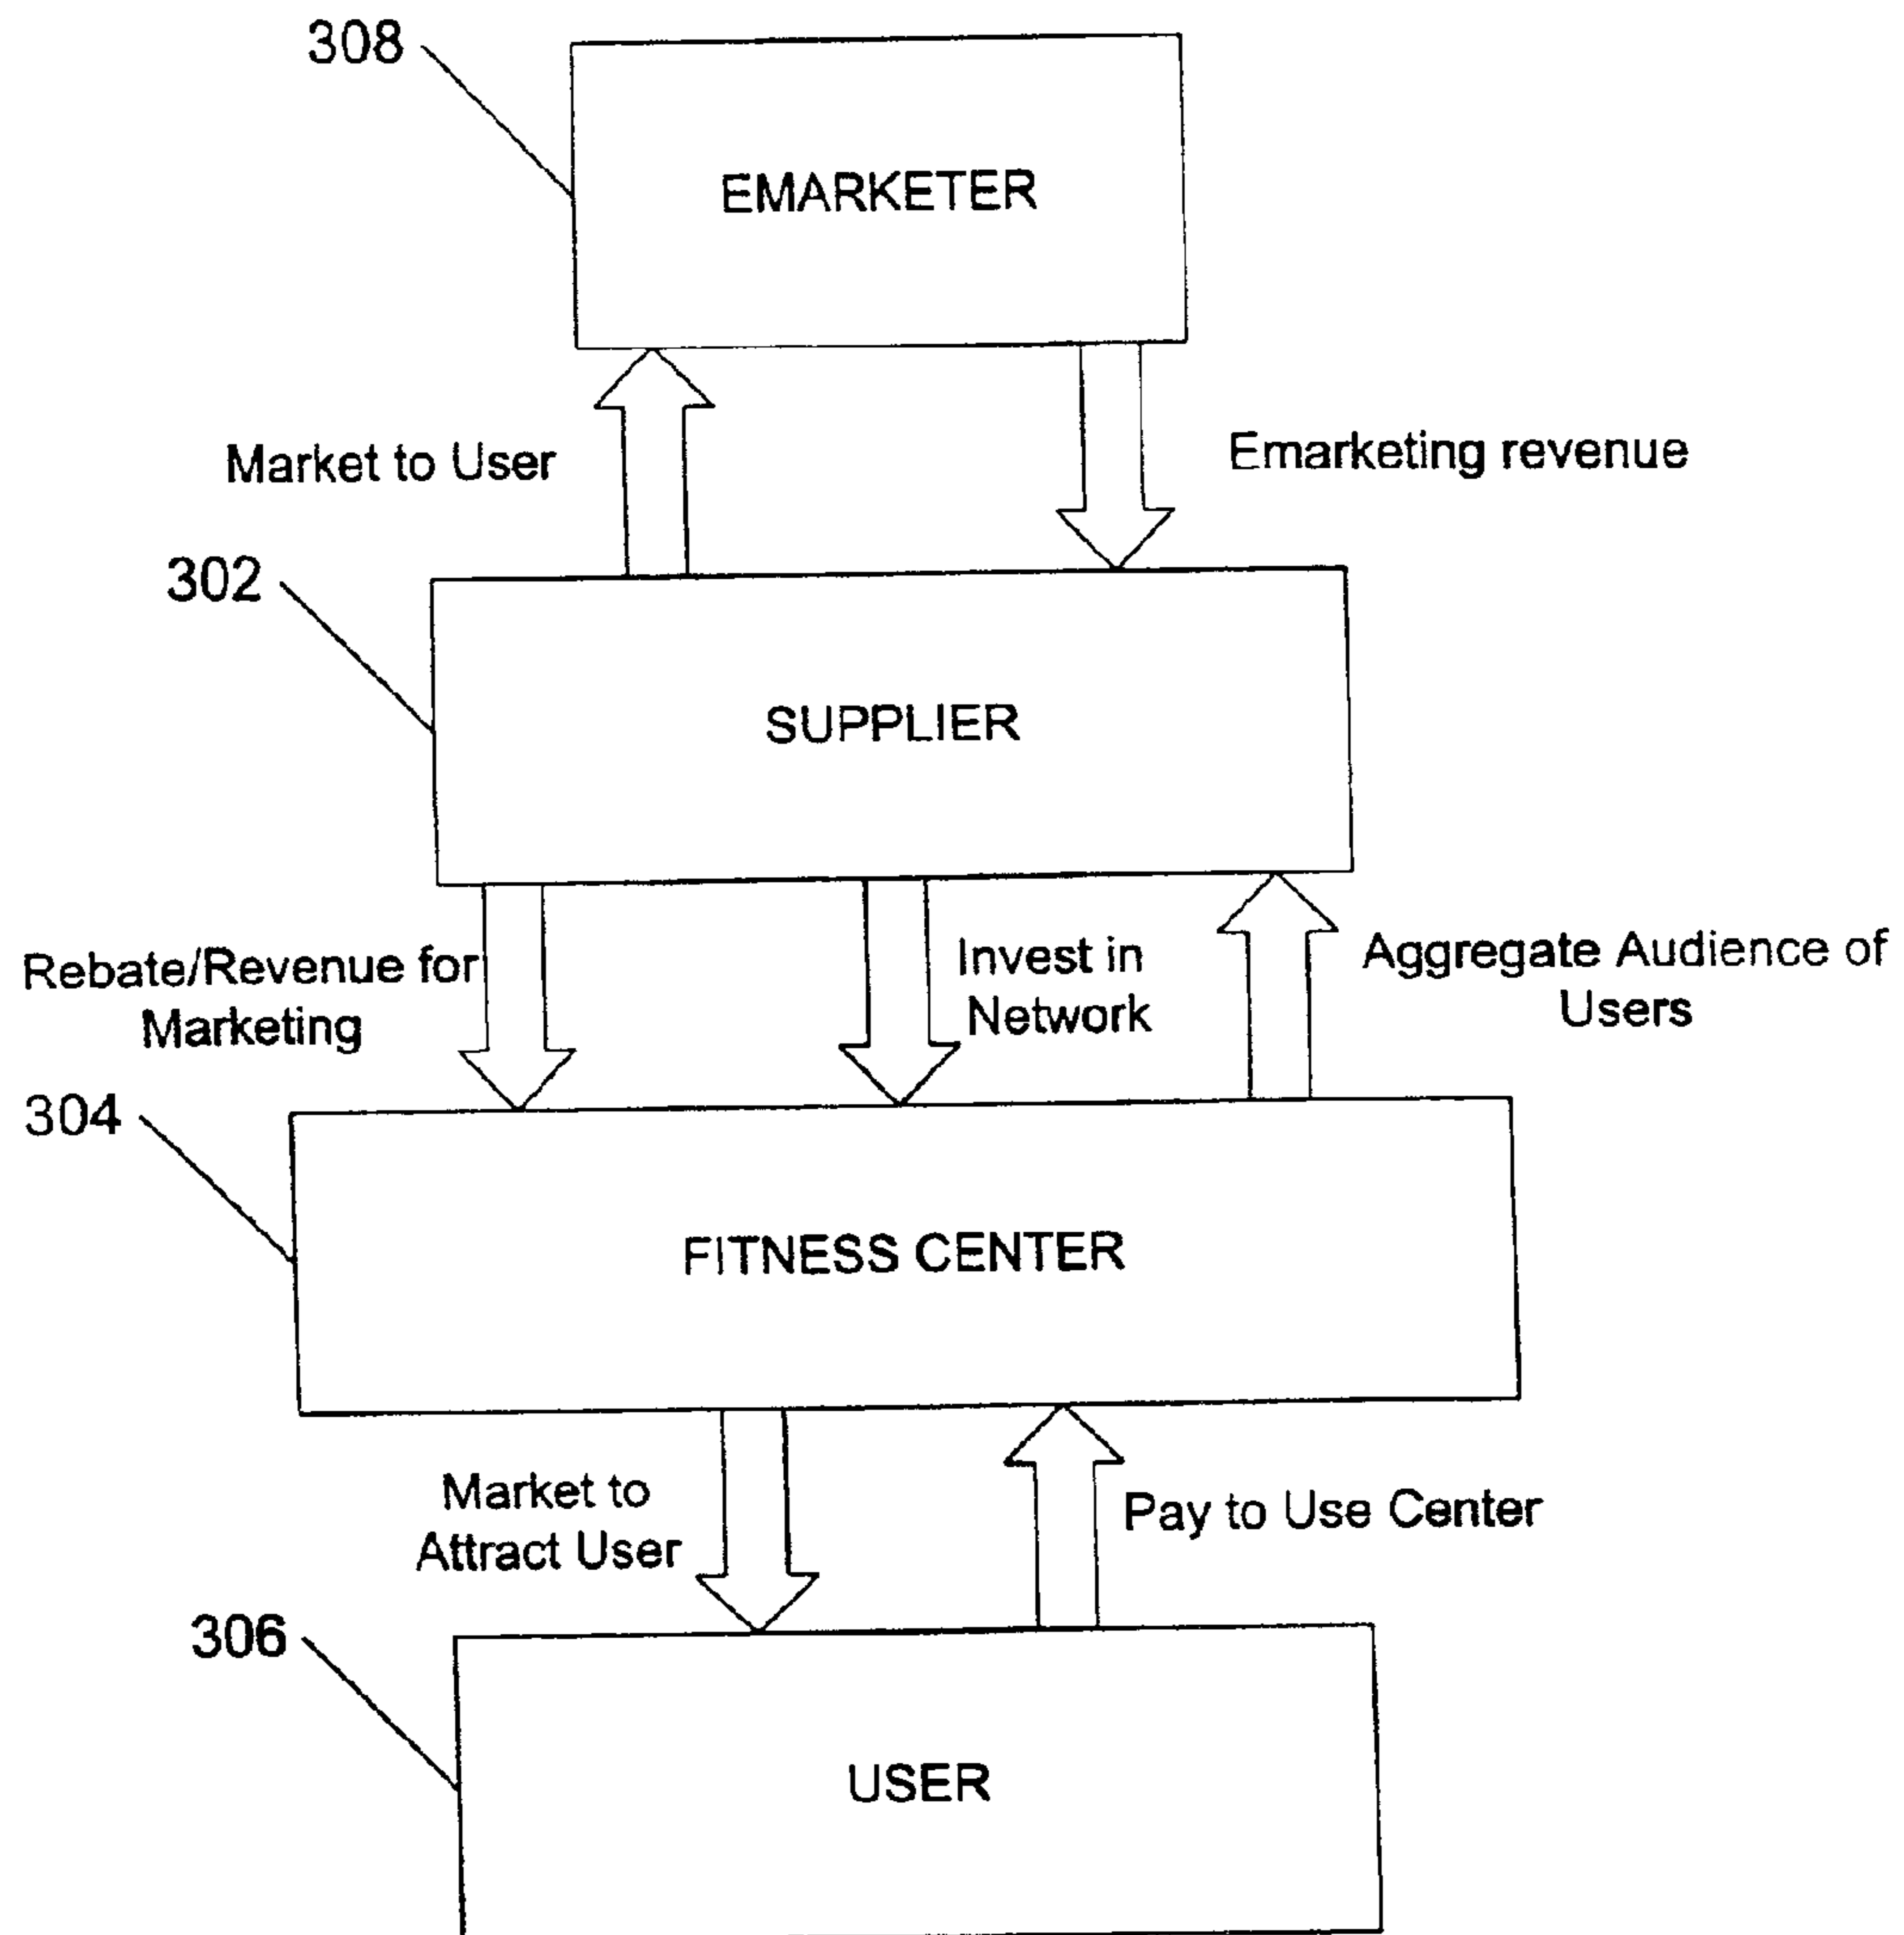 308
EMARKETER
Market to User
Emarketing revenue
302
SUPPLIER
Rebate/Revenue for
Marketing
Invest in
Network
Aggregate Audience of
Users
304
FITNESS CENTER
Market to
Attract User
Pay to Use Center
306
USER